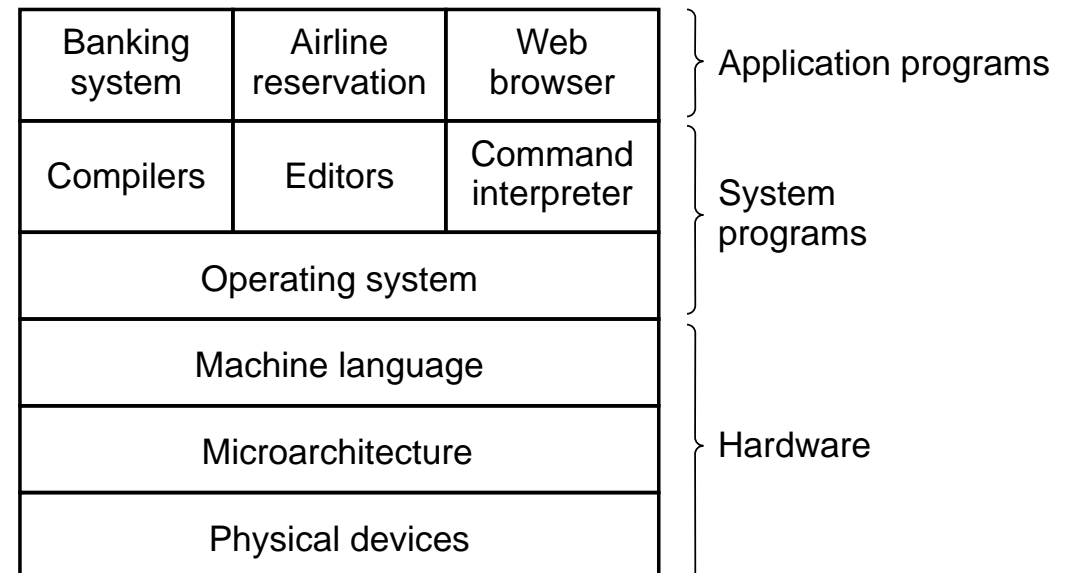 Banking
system
Airline
reservation
Web
browser
Application programs
Compilers
Editors
Command
interpreter
System
programs
Operating system
Machine language
Microarchitecture
Hardware
Physical devices